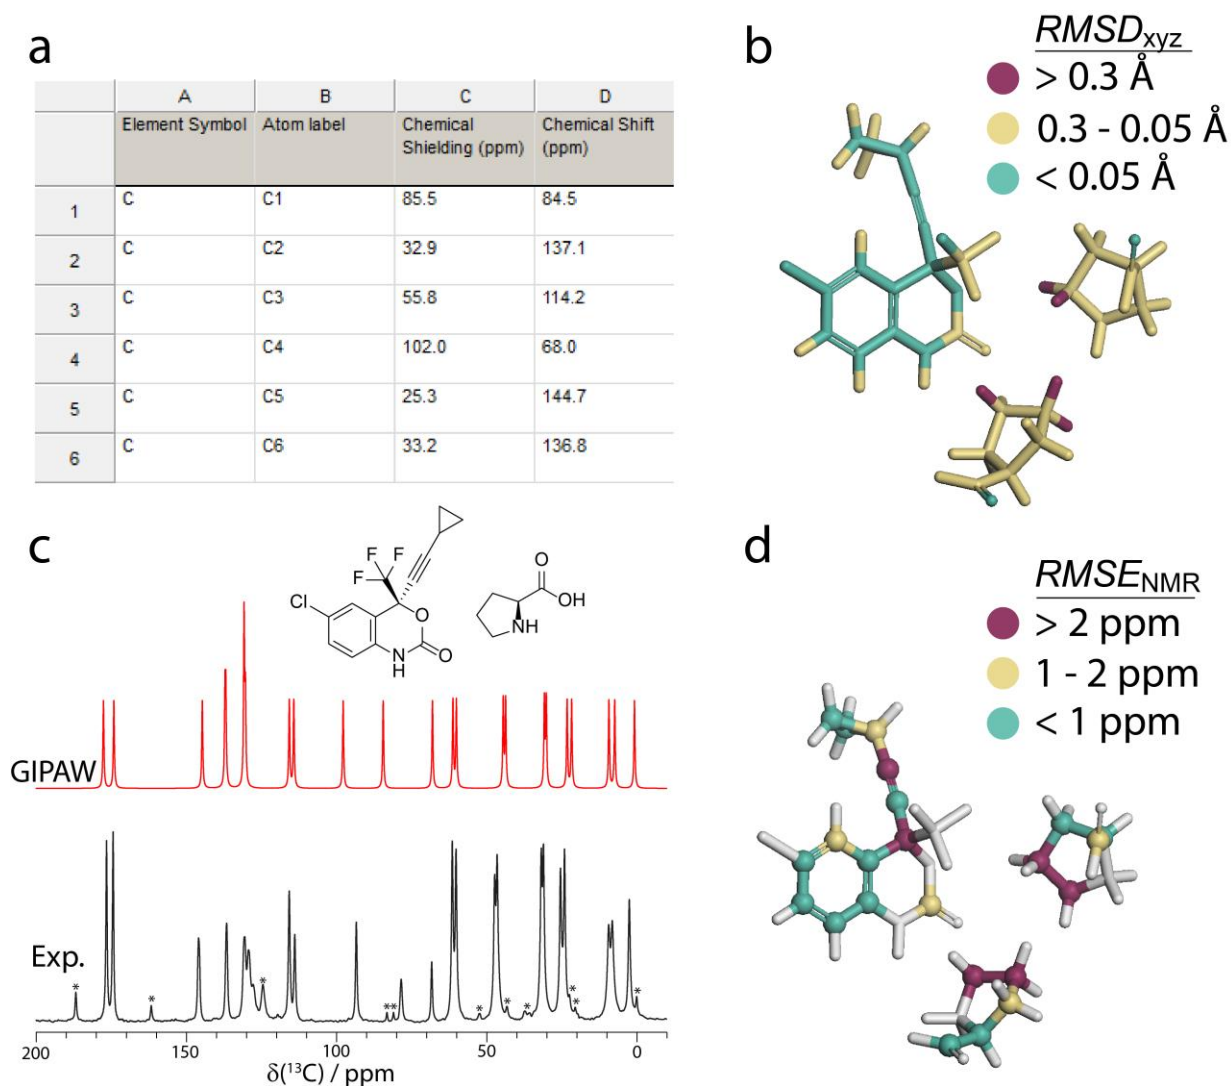 a
A B C D
Element Symbol Atom label Chemical Shielding (ppm) Chemical Shift (ppm)
1 C C1 85.5 84.5
2 C C2 32.9 137.1
3 C C3 55.8 114.2
4 C C4 102.0 68.0
5 C C5 25.3 144.7
6 C C6 33.2 136.8
b
RMSDxyz
> 0.3 Å
0.3 - 0.05 Å
< 0.05 Å
c
F F
F
Cl
O
N
H
O
O
OH
NH
GIPAW
Exp.
* * * * * * * * * * *
200 150 100 50 0
δ(¹³C) / ppm
d
RMSENMR
> 2 ppm
1 - 2 ppm
< 1 ppm